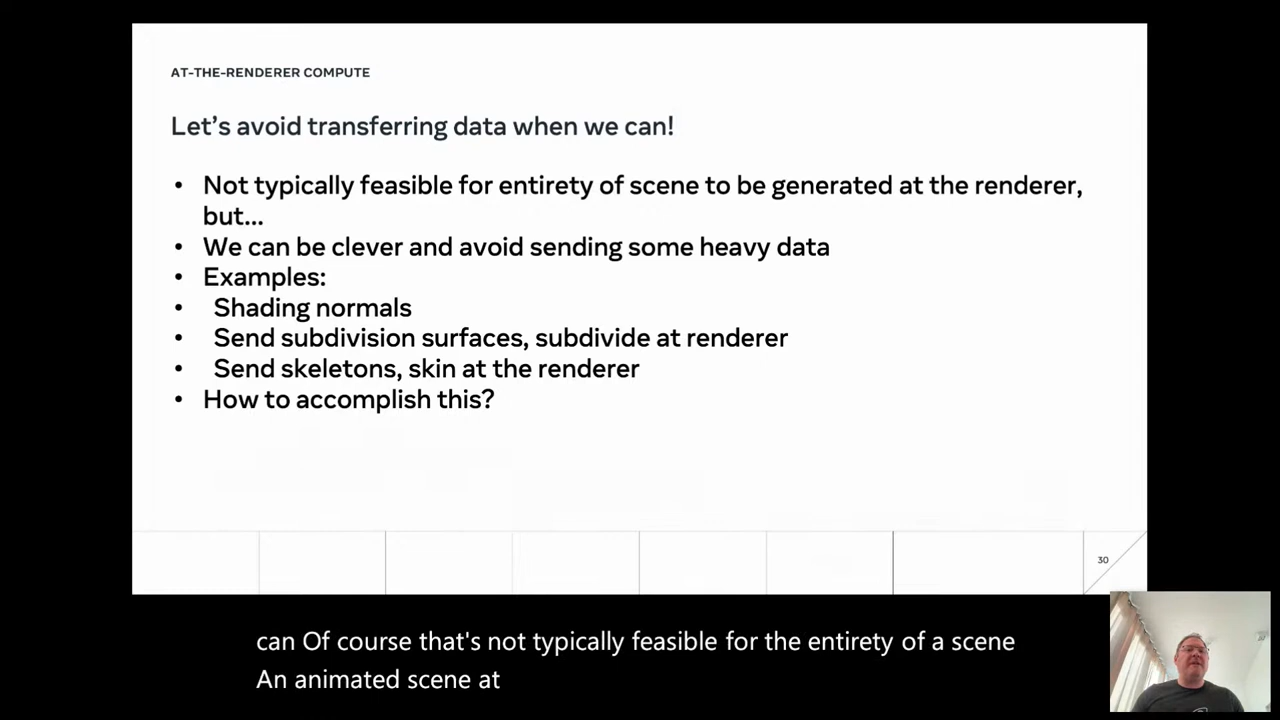 AT-THE-RENDERER COMPUTE
Let’s avoid transferring data when we can!
• Not typically feasible for entirety of scene to be generated at the renderer,
but...
• We can be clever and avoid sending some heavy data
• Examples:
• Shading normals
• Send subdivision surfaces, subdivide at renderer
• Send skeletons, skin at the renderer
• How to accomplish this?
30
can Of course that's not typically feasible for the entirety of a scene
An animated scene at